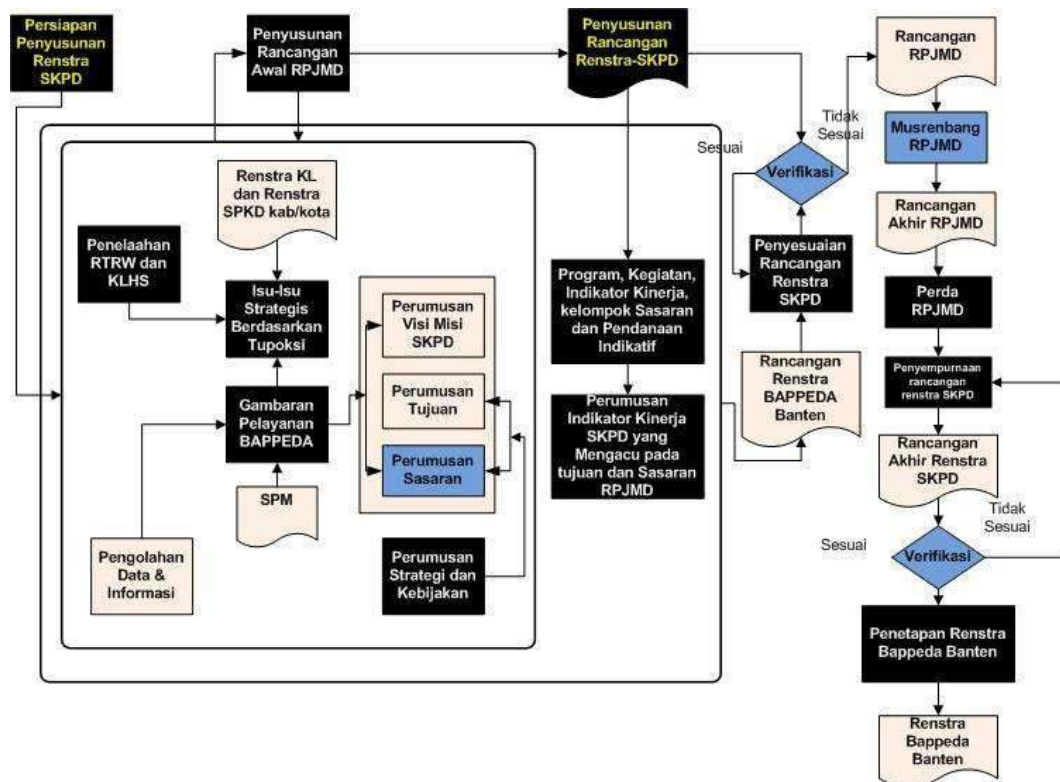 Persiapan
Penyusunan
Renstra
SKPD
Penyusunan
Rancangan
Awal RPJMD
Penyusunan
Rancangan
Renstra-SKPD
Rancangan
RPJMD
Tidak
Sesuai
Sesuai
Verifikasi
Musrenbang
RPJMD
Rancangan
Akhir RPJMD
Renstra KL
dan Renstra
SPKD kab/kota
Penelaahan
RTRW dan
KLHS
Isu-Isu
Strategis
Berdasarkan
Tupoksi
Perumusan
Visi Misi
SKPD
Program, Kegiatan,
Indikator Kinerja,
kelompok Sasaran
dan Pendanaan
Indikatif
Penyesuaian
Rancangan
Renstra
SKPD
Perda
RPJMD
Gambaran
Pelayanan
BAPPEDA
Perumusan
Tujuan
Perumusan
Sasaran
Perumusan
Indikator Kinerja
SKPD yang
Mengacu pada
tujuan dan Sasaran
RPJMD
Rancangan
Renstra
BAPPEDA
Banten
Penyempurnaan
rancangan
renstra SKPD
Rancangan
Akhir Renstra
SKPD
SPM
Pengolahan
Data &
Informasi
Perumusan
Strategi dan
Kebijakan
Tidak
Sesuai
Sesuai
Verifikasi
Penetapan Renstra
Bappeda Banten
Renstra
Bappeda
Banten